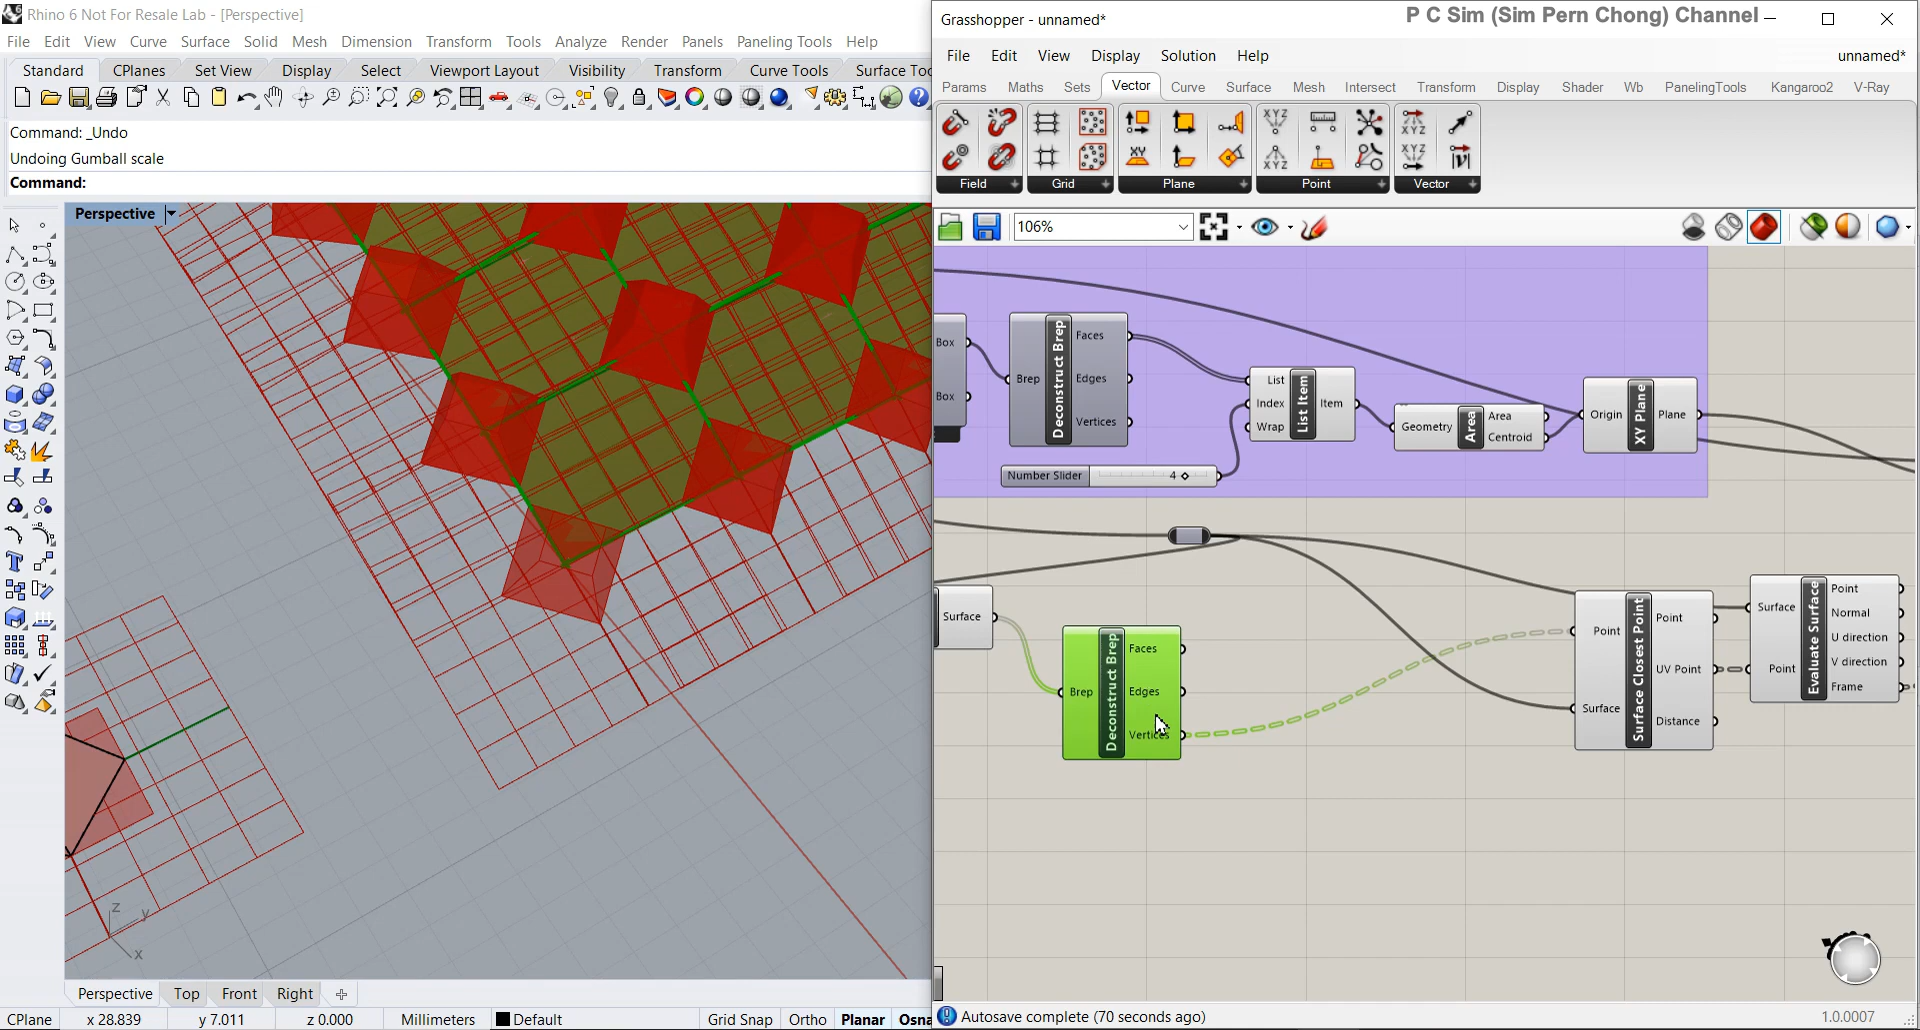 Rhino 6 Not For Resale Lab - [Perspective]
File Edit View Curve Surface Solid Mesh Dimension Transform Tools Analyze Render Panels Paneling Tools Help
Standard CPlanes Set View Display Select Viewport Layout Visibility Transform Curve Tools Surface Too
Command: _Undo
Undoing Gumball scale
Command:
Perspective
z
y
x
Perspective Top Front Right
CPlane x 28.839 y 7.011 z 0.000 Millimeters Default Grid Snap Ortho Planar Osna
Grasshopper - unnamed*
P C Sim (Sim Pern Chong) Channel
File Edit View Display Solution Help
unnamed*
Params Maths Sets Vector Curve Surface Mesh Intersect Transform Display Shader Wb PanelingTools Kangaroo2 V-Ray
Field Grid Plane Point Vector
106%
Box
Box
Brep Deconstruct Brep Faces Edges Vertices
Number Slider 4
List Index Wrap List Item Item
Geometry Area Area Centroid
Origin XY Plane Plane
Surface
Brep Deconstruct Brep Faces Edges Vertices
Point Surface Surface Closest Point Point UV Point Distance
Surface Point Evaluate Surface Point Normal U direction V direction Frame
Autosave complete (70 seconds ago)
1.0.0007